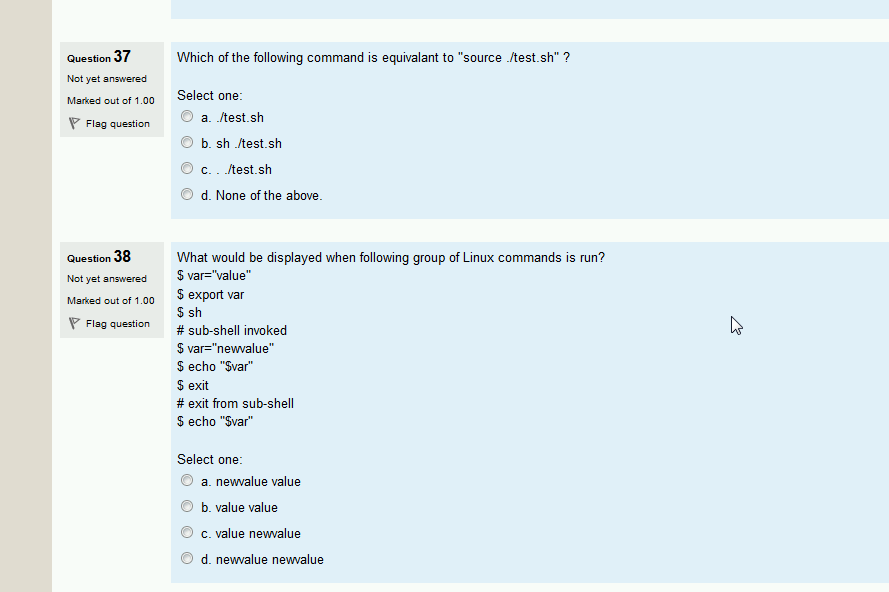 Question 37
Not yet answered
Marked out of 1.00
Flag question
Which of the following command is equivalant to "source ./test.sh" ?
Select one:
a. ./test.sh
b. sh ./test.sh
c. . ./test.sh
d. None of the above.
Question 38
Not yet answered
Marked out of 1.00
Flag question
What would be displayed when following group of Linux commands is run?
$ var="value"
$ export var
$ sh
# sub-shell invoked
$ var="newvalue"
$ echo "$var"
$ exit
# exit from sub-shell
$ echo "$var"
Select one:
a. newvalue value
b. value value
c. value newvalue
d. newvalue newvalue